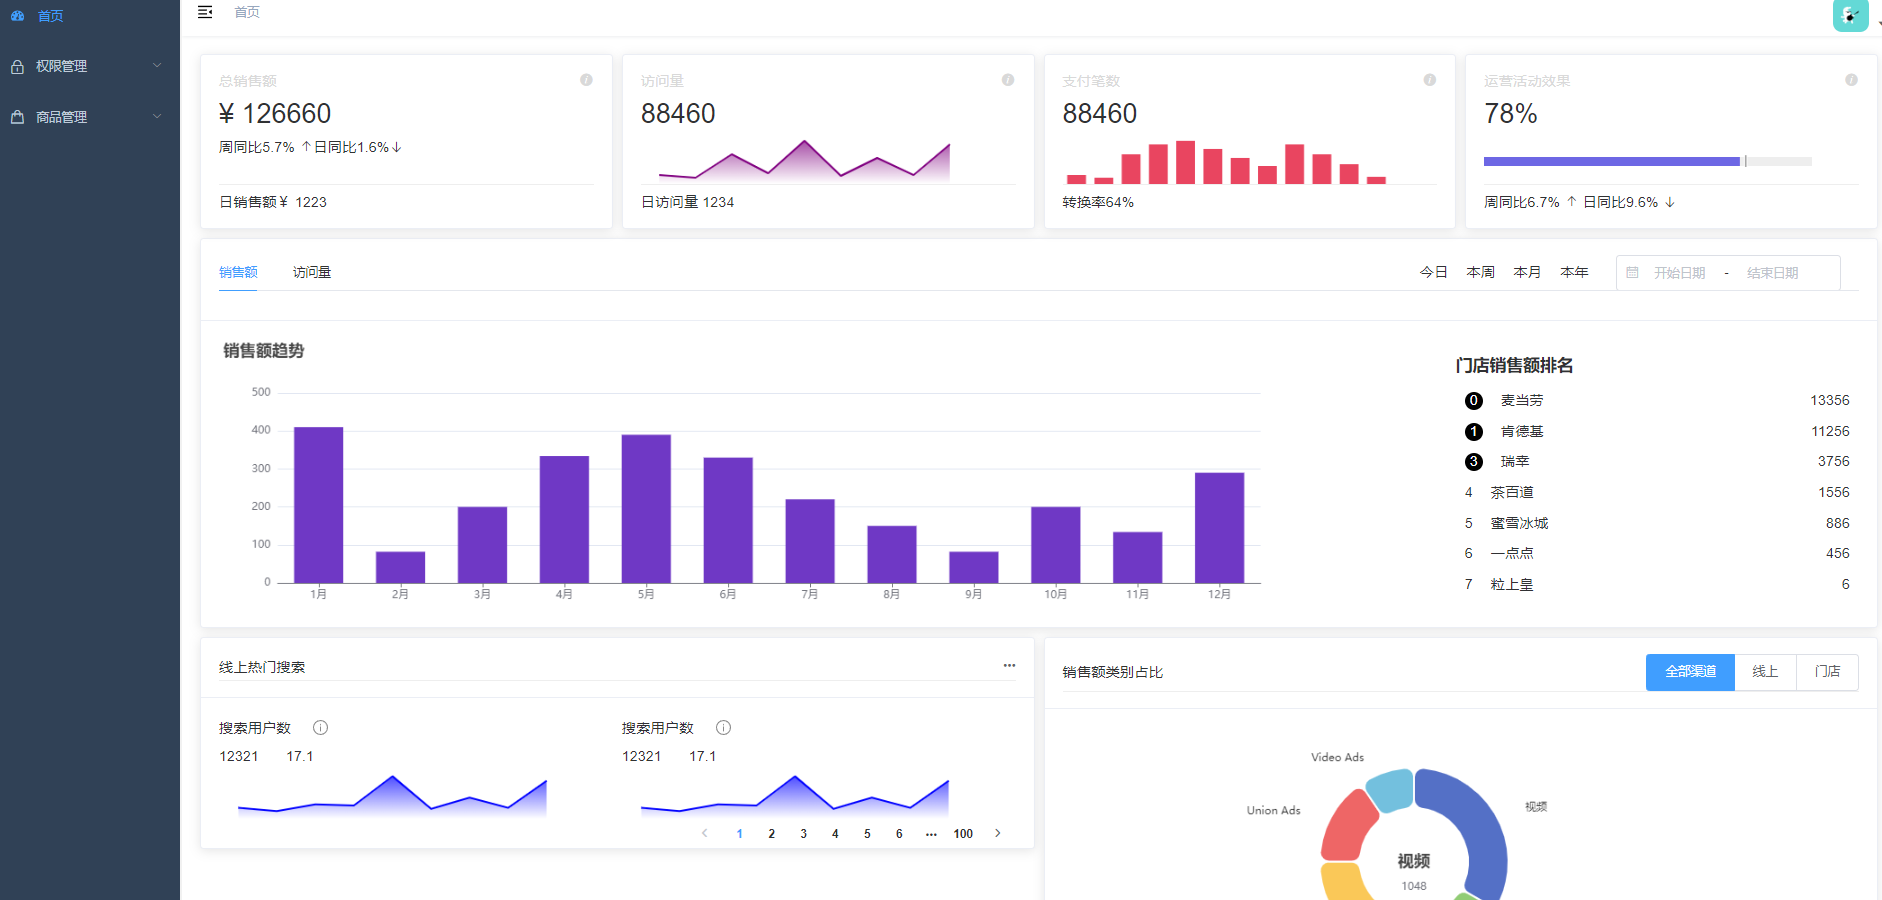 首页
首页
权限管理
商品管理
总销售额
¥ 126660
周同比5.7% ↑日同比1.6%↓
日销售额¥ 1223
访问量
88460
日访问量 1234
支付笔数
88460
转换率64%
运营活动效果
78%
周同比6.7% ↑ 日同比9.6% ↓
销售额 访问量
今日 本周 本月 本年 开始日期 - 结束日期
销售额趋势
500
400
300
200
100
0
1月 2月 3月 4月 5月 6月 7月 8月 9月 10月 11月 12月
门店销售额排名
0 麦当劳 13356
1 肯德基 11256
3 瑞幸 3756
4 茶百道 1556
5 蜜雪冰城 886
6 一点点 456
7 粒上皇 6
线上热门搜索 •••
搜索用户数
12321 17.1
搜索用户数
12321 17.1
1 2 3 4 5 6 ••• 100
销售额类别占比
全部渠道 线上 门店
Video Ads
Union Ads
视频
视频
1048